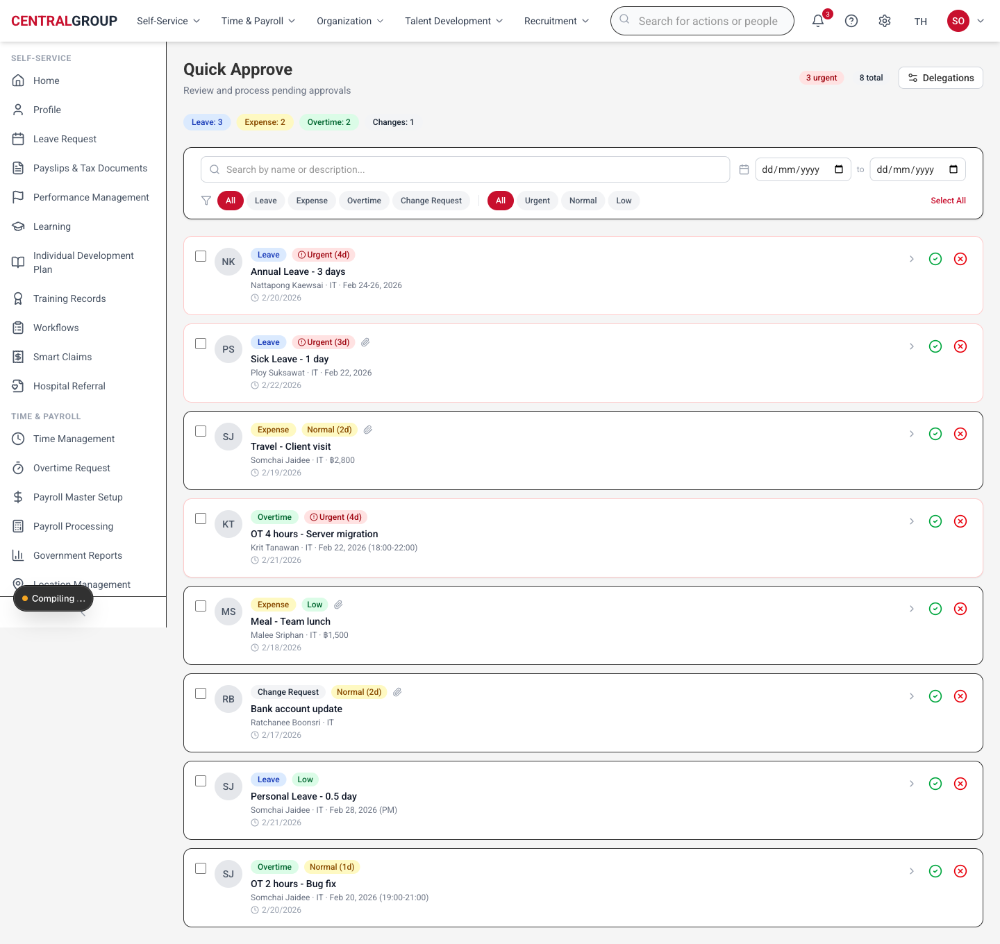 CENTRALGROUP
Self-Service
Time & Payroll
Organization
Talent Development
Recruitment
Search for actions or people
3
TH
SO
SELF-SERVICE
Home
Profile
Leave Request
Payslips & Tax Documents
Performance Management
Learning
Individual Development
Plan
Training Records
Workflows
Smart Claims
Hospital Referral
TIME & PAYROLL
Time Management
Overtime Request
Payroll Master Setup
Payroll Processing
Government Reports
Location Management
Compiling ...
Quick Approve
Review and process pending approvals
3 urgent
8 total
Delegations
Leave: 3
Expense: 2
Overtime: 2
Changes: 1
Search by name or description...
dd/mm/yyyy
to
dd/mm/yyyy
All
Leave
Expense
Overtime
Change Request
All
Urgent
Normal
Low
Select All
NK
Leave
Urgent (4d)
Annual Leave - 3 days
Nattapong Kaewsai · IT · Feb 24-26, 2026
2/20/2026
PS
Leave
Urgent (3d)
Sick Leave - 1 day
Ploy Suksawat · IT · Feb 22, 2026
2/22/2026
SJ
Expense
Normal (2d)
Travel - Client visit
Somchai Jaidee · IT · ฿2,800
2/19/2026
KT
Overtime
Urgent (4d)
OT 4 hours - Server migration
Krit Tanawan · IT · Feb 22, 2026 (18:00-22:00)
2/21/2026
MS
Expense
Low
Meal - Team lunch
Malee Sriphan · IT · ฿1,500
2/18/2026
RB
Change Request
Normal (2d)
Bank account update
Ratchanee Boonsri · IT
2/17/2026
SJ
Leave
Low
Personal Leave - 0.5 day
Somchai Jaidee · IT · Feb 28, 2026 (PM)
2/21/2026
SJ
Overtime
Normal (1d)
OT 2 hours - Bug fix
Somchai Jaidee · IT · Feb 20, 2026 (19:00-21:00)
2/20/2026